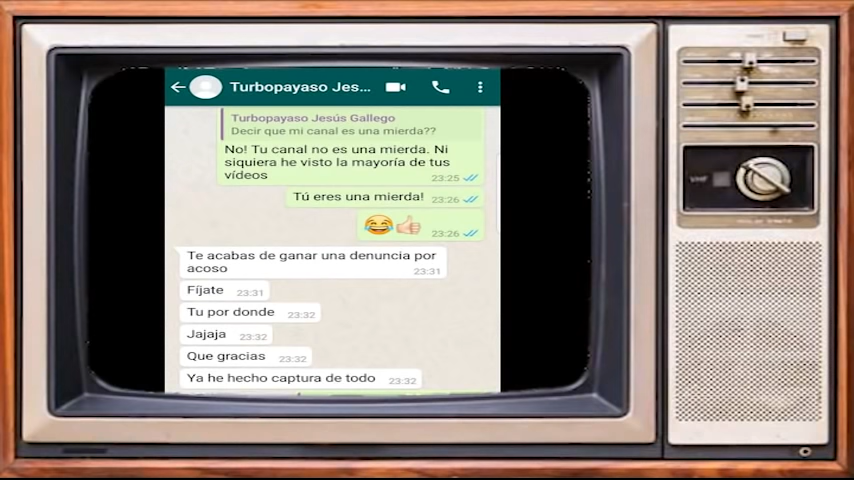 Turbopayaso Jes...
Turbopayaso Jesús Gallego
Decir que mi canal es una mierda??
No! Tu canal no es una mierda. Ni
siquiera he visto la mayoría de tus
vídeos
23:25
Tú eres una mierda!
23:26
😂👍🏻
23:26
Te acabas de ganar una denuncia por
acoso
23:31
Fíjate 23:31
Tu por donde 23:32
Jajaja 23:32
Que gracias 23:32
Ya he hecho captura de todo 23:32
VHF